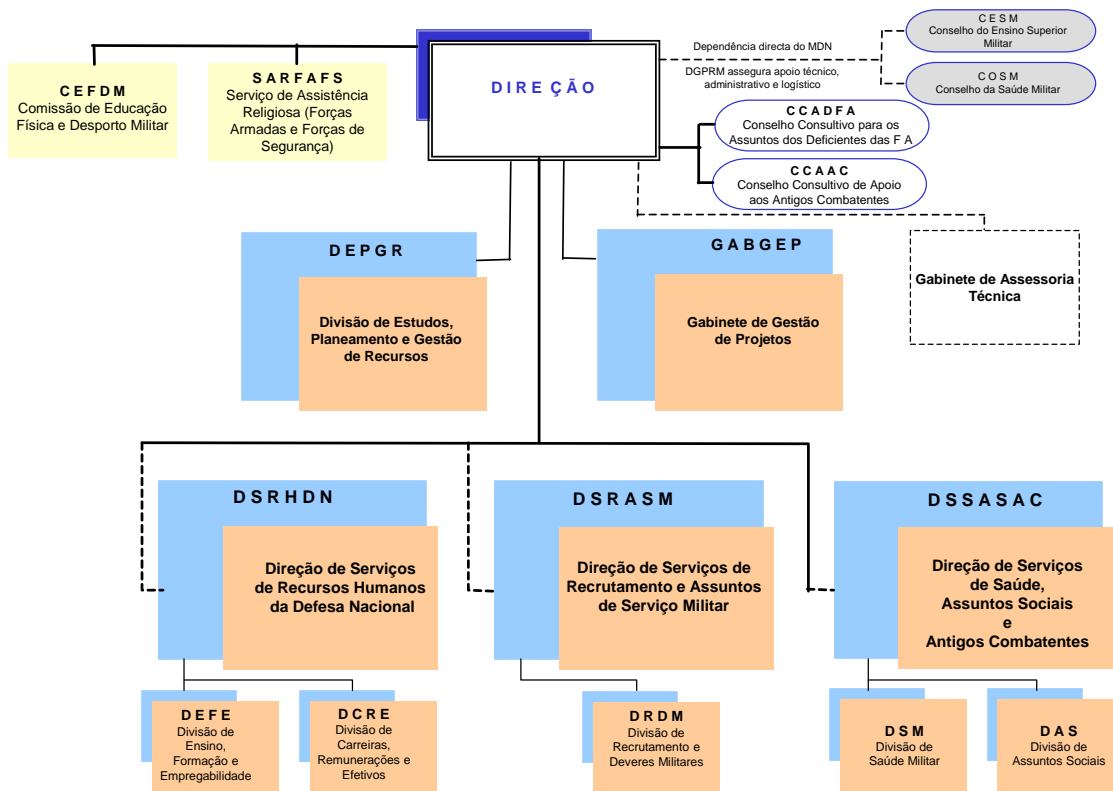 C E S M
Conselho do Ensino Superior
Militar
Dependência directa do MDN
DGPRM assegura apoio técnico,
administrativo e logístico
C O S M
Conselho da Saúde Militar
D I R E Ç Ã O
C E F D M
Comissão de Educação
Física e Desporto Militar
S A R F A F S
Serviço de Assistência
Religiosa (Forças
Armadas e Forças de
Segurança)
C C A D F A
Conselho Consultivo para os
Assuntos dos Deficientes das F A
C C A A C
Conselho Consultivo de Apoio
aos Antigos Combatentes
D E P G R
Divisão de Estudos,
Planeamento e Gestão
de Recursos
G A B G E P
Gabinete de Gestão
de Projetos
Gabinete de Assessoria
Técnica
D S R H D N
Direção de Serviços
de Recursos Humanos
da Defesa Nacional
D S R A S M
Direção de Serviços de
Recrutamento e Assuntos
de Serviço Militar
D S S A S A C
Direção de Serviços
de Saúde,
Assuntos Sociais
e
Antigos Combatentes
D E F E
Divisão de
Ensino,
Formação e
Empregabilidade
D C R E
Divisão de
Carreiras,
Remunerações e
Efetivos
D R D M
Divisão de
Recrutamento e
Deveres Militares
D S M
Divisão de
Saúde Militar
D A S
Divisão de
Assuntos Sociais